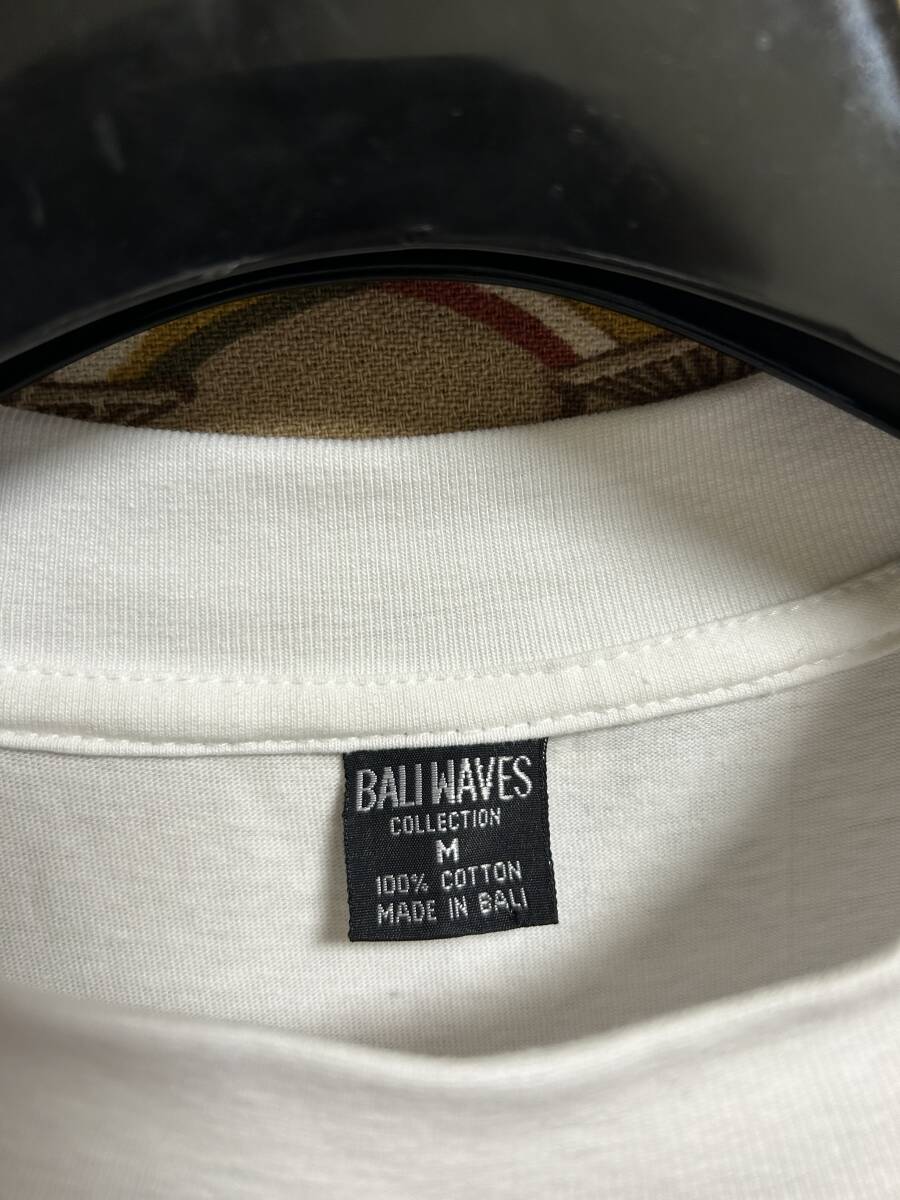 BALI WAVES
COLLECTION
M
100% COTTON
MADE IN BALI